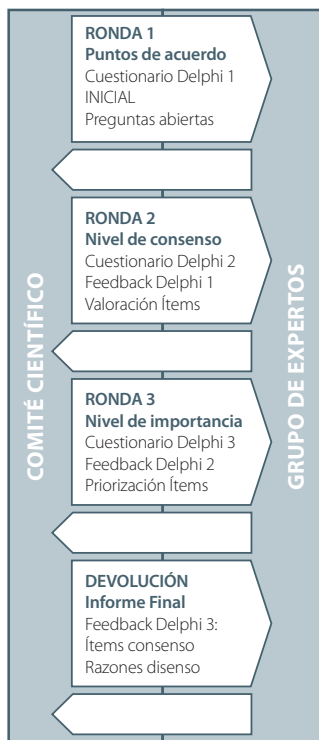 RONDA 1
Puntos de acuerdo
Cuestionario Delphi 1
INICIAL
Preguntas abiertas
RONDA 2
Nivel de consenso
Cuestionario Delphi 2
Feedback Delphi 1
Valoración Ítems
RONDA 3
Nivel de importancia
Cuestionario Delphi 3
Feedback Delphi 2
Priorización Ítems
DEVOLUCIÓN
Informe Final
Feedback Delphi 3:
Ítems consenso
Razones disenso
COMITÉ CIENTÍFICO
GRUPO DE EXPERTOS